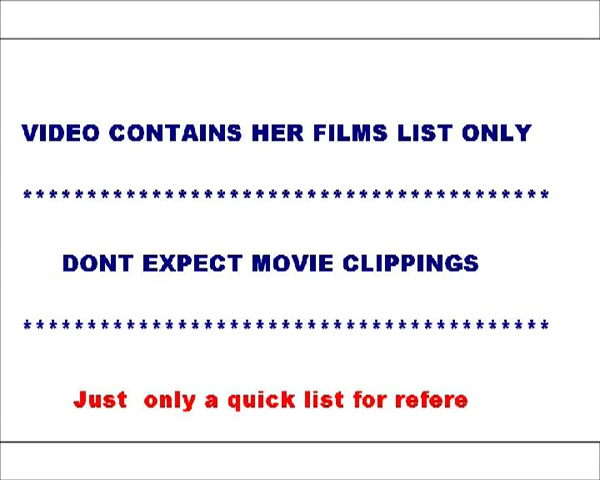 VIDEO CONTAINS HER FILMS LIST ONLY
*****************************************
DONT EXPECT MOVIE CLIPPINGS
*****************************************
Just only a quick list for refere